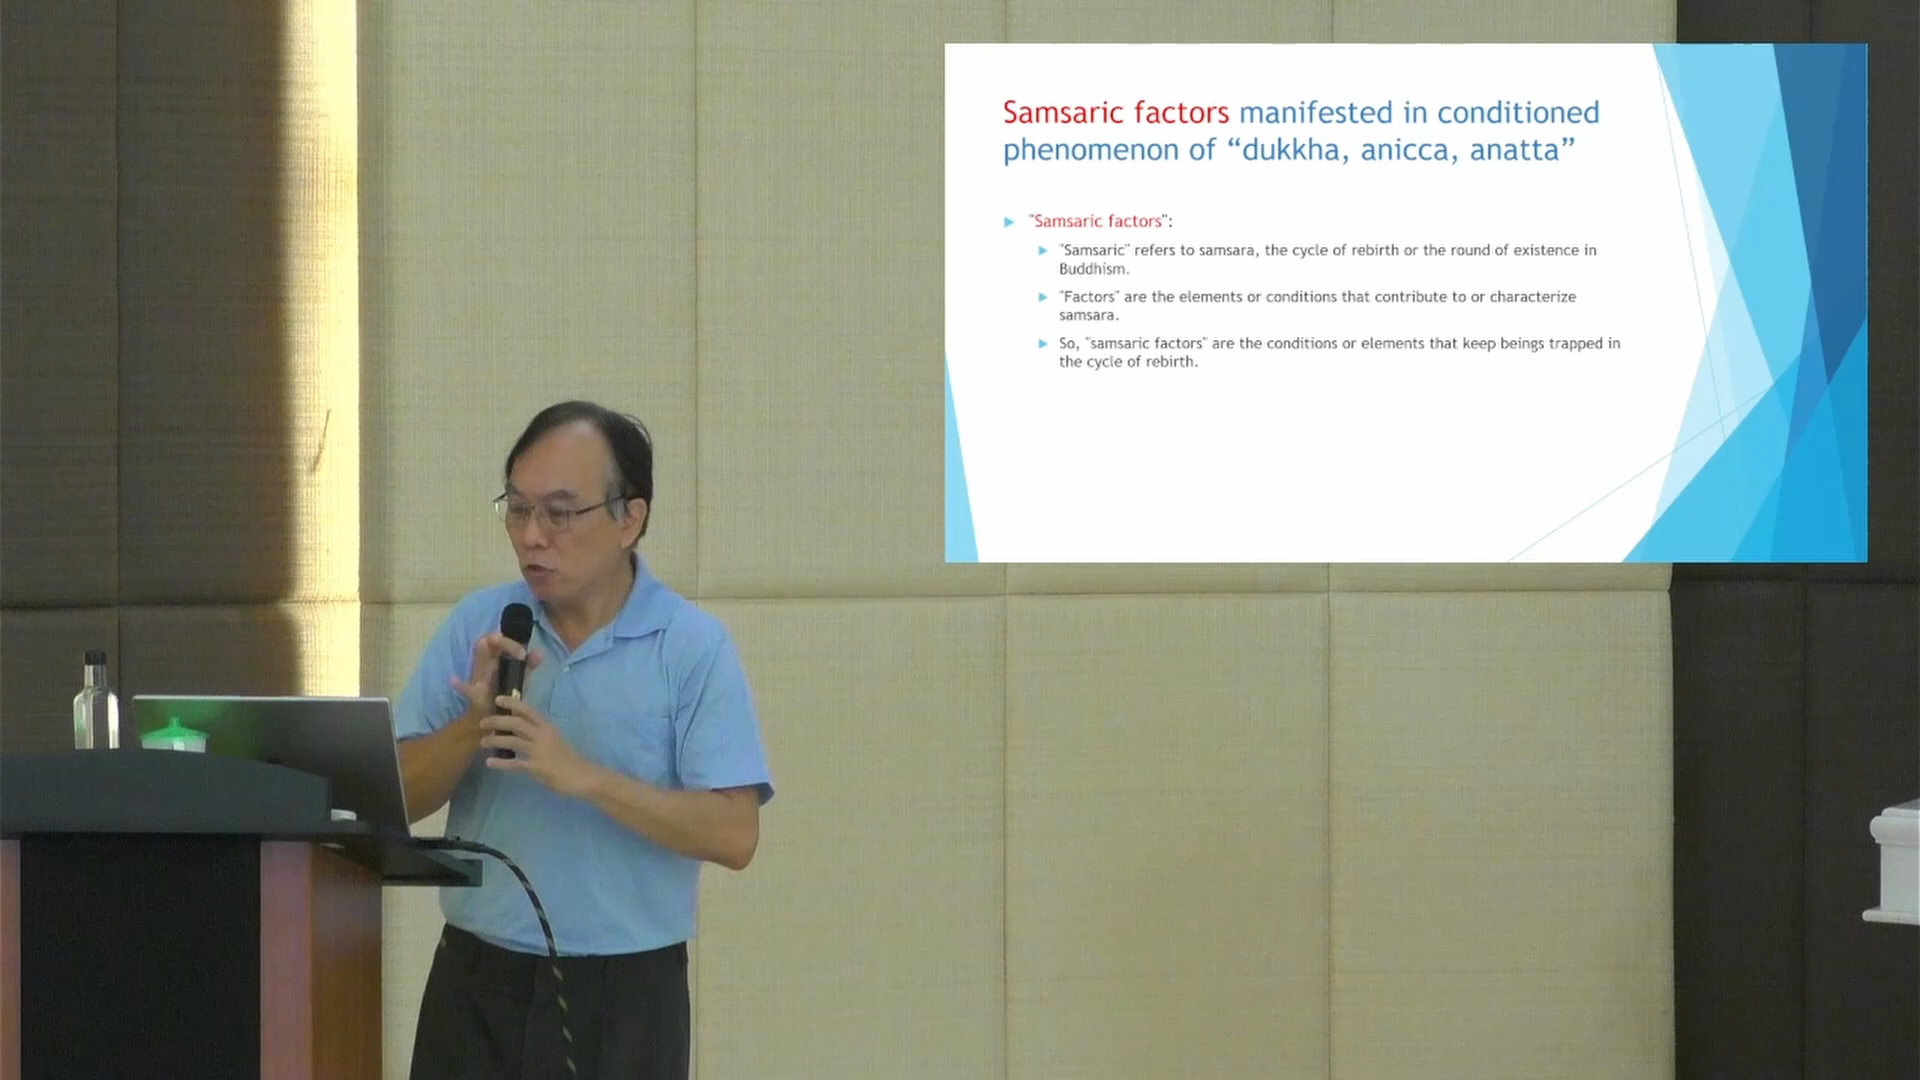 Samsaric factors manifested in conditioned
phenomenon of “dukkha, anicca, anatta”
"Samsaric factors":
"Samsaric" refers to samsara, the cycle of rebirth or the round of existence in
Buddhism.
"Factors" are the elements or conditions that contribute to or characterize
samsara.
So, "samsaric factors" are the conditions or elements that keep beings trapped in
the cycle of rebirth.